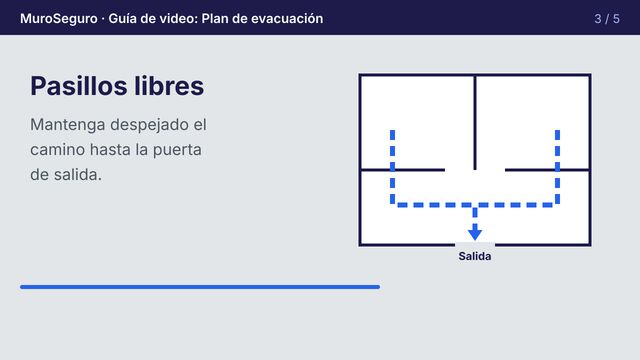 MuroSeguro · Guía de video: Plan de evacuación
3 / 5
Pasillos libres
Mantenga despejado el
camino hasta la puerta
de salida.
Salida